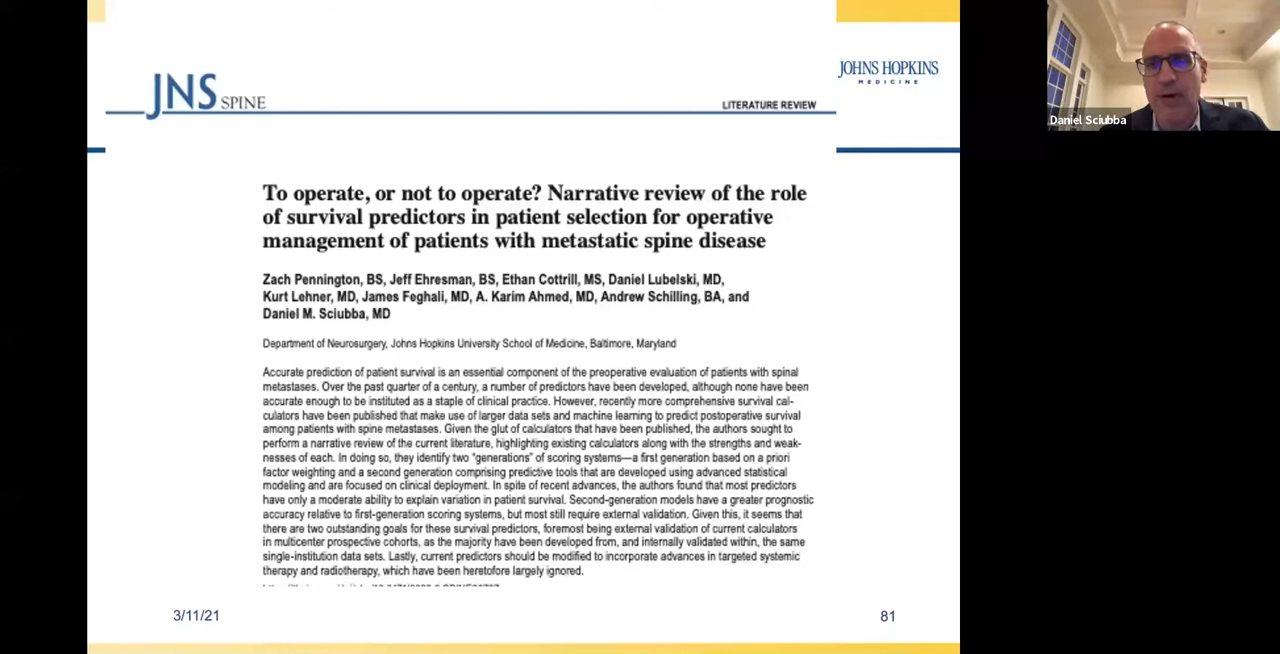 JNS SPINE
LITERATURE REVIEW
JOHNS HOPKINS
MEDICINE
Daniel Sciubba
To operate, or not to operate? Narrative review of the role
of survival predictors in patient selection for operative
management of patients with metastatic spine disease
Zach Pennington, BS, Jeff Ehresman, BS, Ethan Cottrill, MS, Daniel Lubelski, MD,
Kurt Lehner, MD, James Feghali, MD, A. Karim Ahmed, MD, Andrew Schilling, BA, and
Daniel M. Sciubba, MD
Department of Neurosurgery, Johns Hopkins University School of Medicine, Baltimore, Maryland
Accurate prediction of patient survival is an essential component of the preoperative evaluation of patients with spinal
metastases. Over the past quarter of a century, a number of predictors have been developed, although none have been
accurate enough to be instituted as a staple of clinical practice. However, recently more comprehensive survival cal-
culators have been published that make use of larger data sets and machine learning to predict postoperative survival
among patients with spine metastases. Given the glut of calculators that have been published, the authors sought to
perform a narrative review of the current literature, highlighting existing calculators along with the strengths and weak-
nesses of each. In doing so, they identify two “generations” of scoring systems—a first generation based on a priori
factor weighting and a second generation comprising predictive tools that are developed using advanced statistical
modeling and are focused on clinical deployment. In spite of recent advances, the authors found that most predictors
have only a moderate ability to explain variation in patient survival. Second-generation models have a greater prognostic
accuracy relative to first-generation scoring systems, but most still require external validation. Given this, it seems that
there are two outstanding goals for these survival predictors, foremost being external validation of current calculators
in multicenter prospective cohorts, as the majority have been developed from, and internally validated within, the same
single-institution data sets. Lastly, current predictors should be modified to incorporate advances in targeted systemic
therapy and radiotherapy, which have been heretofore largely ignored.
3/11/21
81